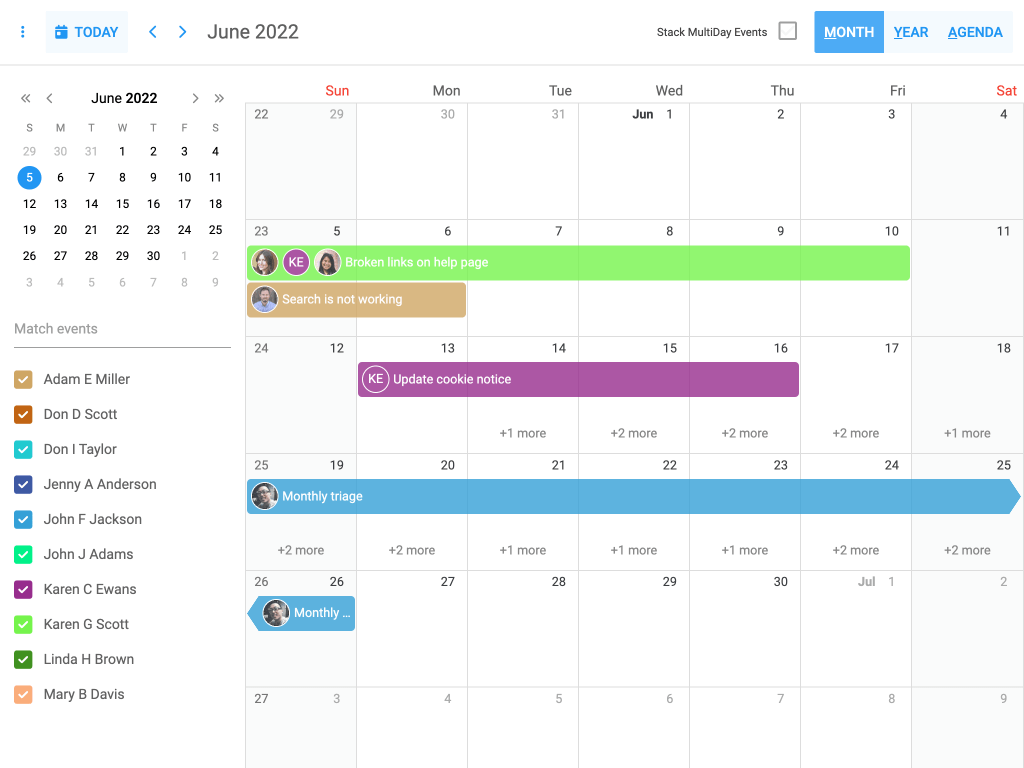 TODAY
June 2022
Stack MultiDay Events
MONTH
YEAR
AGENDA
June 2022
S M T W T F S
29 30 31 1 2 3 4
5 6 7 8 9 10 11
12 13 14 15 16 17 18
19 20 21 22 23 24 25
26 27 28 29 30 1 2
3 4 5 6 7 8 9
Match events
Adam E Miller
Don D Scott
Don I Taylor
Jenny A Anderson
John F Jackson
John J Adams
Karen C Ewans
Karen G Scott
Linda H Brown
Mary B Davis
Sun Mon Tue Wed Thu Fri Sat
22 29 30 31 Jun 1 2 3 4
23 5 6 7 8 9 10 11
KE Broken links on help page
Search is not working
24 12 13 14 15 16 17 18
KE Update cookie notice
+1 more +2 more +2 more +2 more +1 more
25 19 20 21 22 23 24 25
Monthly triage
+2 more +2 more +1 more +1 more +1 more +2 more +2 more
26 26 27 28 29 30 Jul 1 2
Monthly ...
27 3 4 5 6 7 8 9